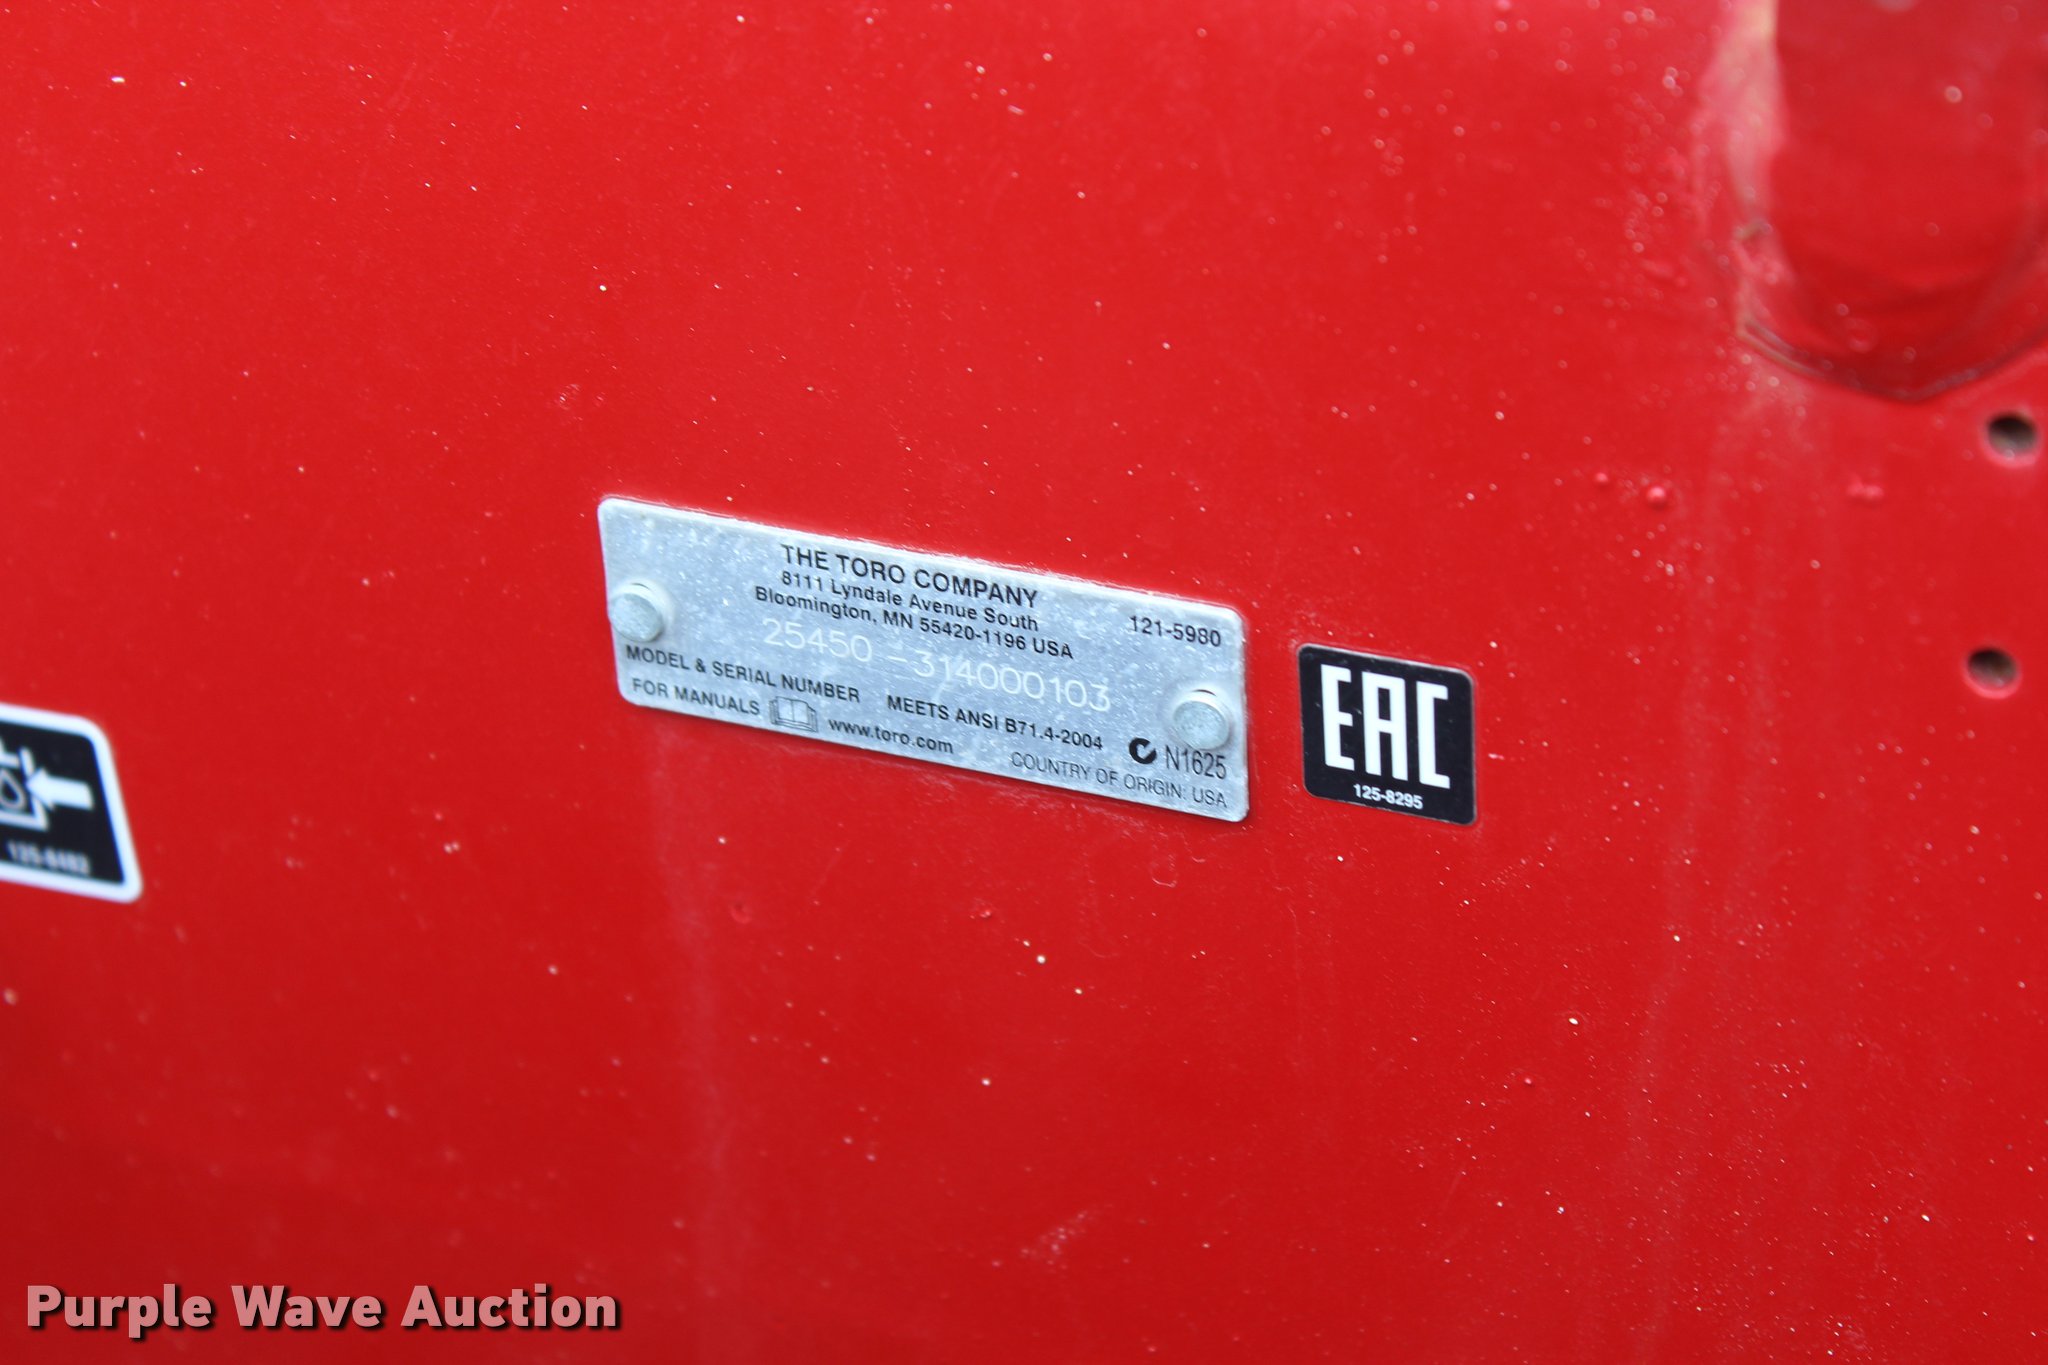 THE TORO COMPANY
8111 Lyndale Avenue South
Bloomington, MN 55420-1196 USA
121-5980
25450 -314000103
MODEL & SERIAL NUMBER
MEETS ANSI B71.4-2004
N1625
FOR MANUALS www.toro.com
COUNTRY OF ORIGIN: USA
EAC
125-8295
Purple Wave Auction